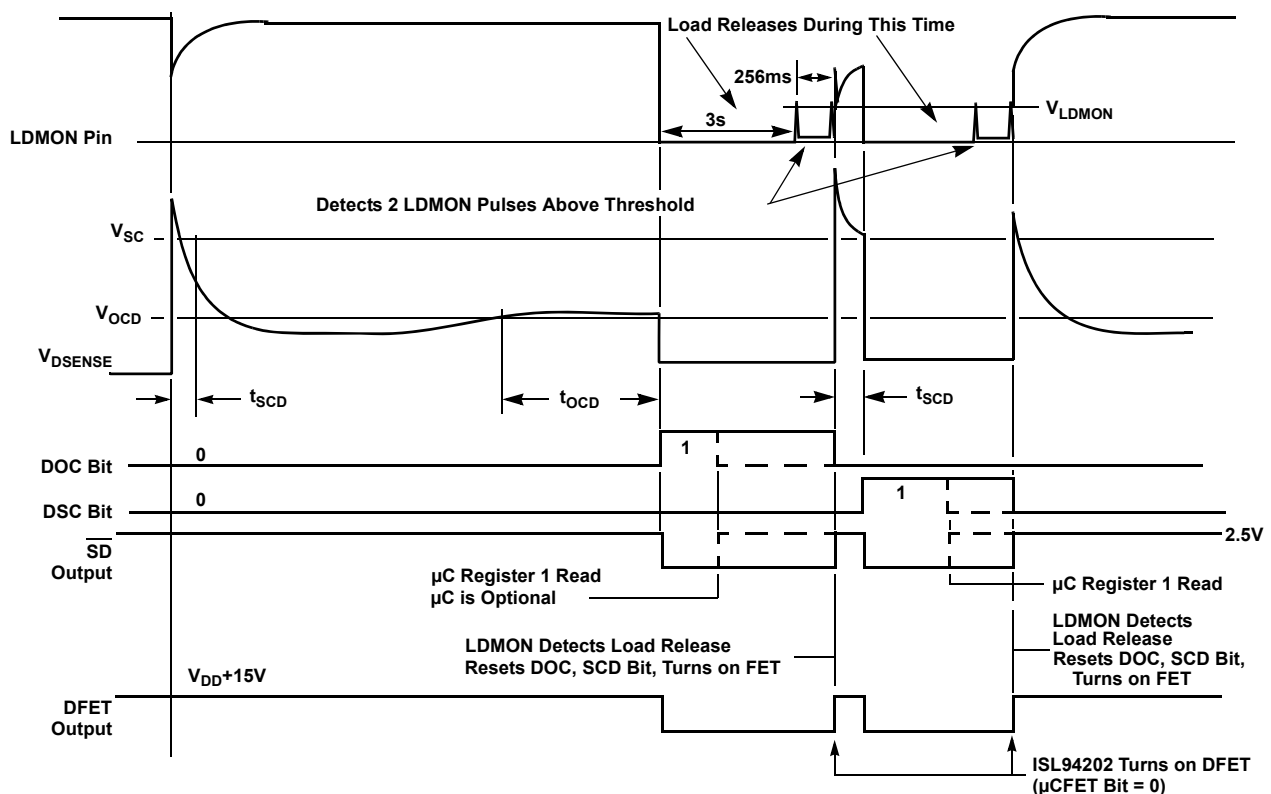 Load Releases During This Time
256ms
V_LDMON
3s
LDMON Pin
Detects 2 LDMON Pulses Above Threshold
V_SC
V_OCD
V_DSENSE
t_SCD
t_OCD
t_SCD
0
1
DOC Bit
0
1
DSC Bit
2.5V
SD
Output
µC Register 1 Read
µC is Optional
µC Register 1 Read
LDMON Detects Load Release
Resets DOC, SCD Bit, Turns on FET
LDMON Detects
Load Release
Resets DOC, SCD Bit,
Turns on FET
V_DD+15V
DFET
Output
ISL94202 Turns on DFET
(µCFET Bit = 0)